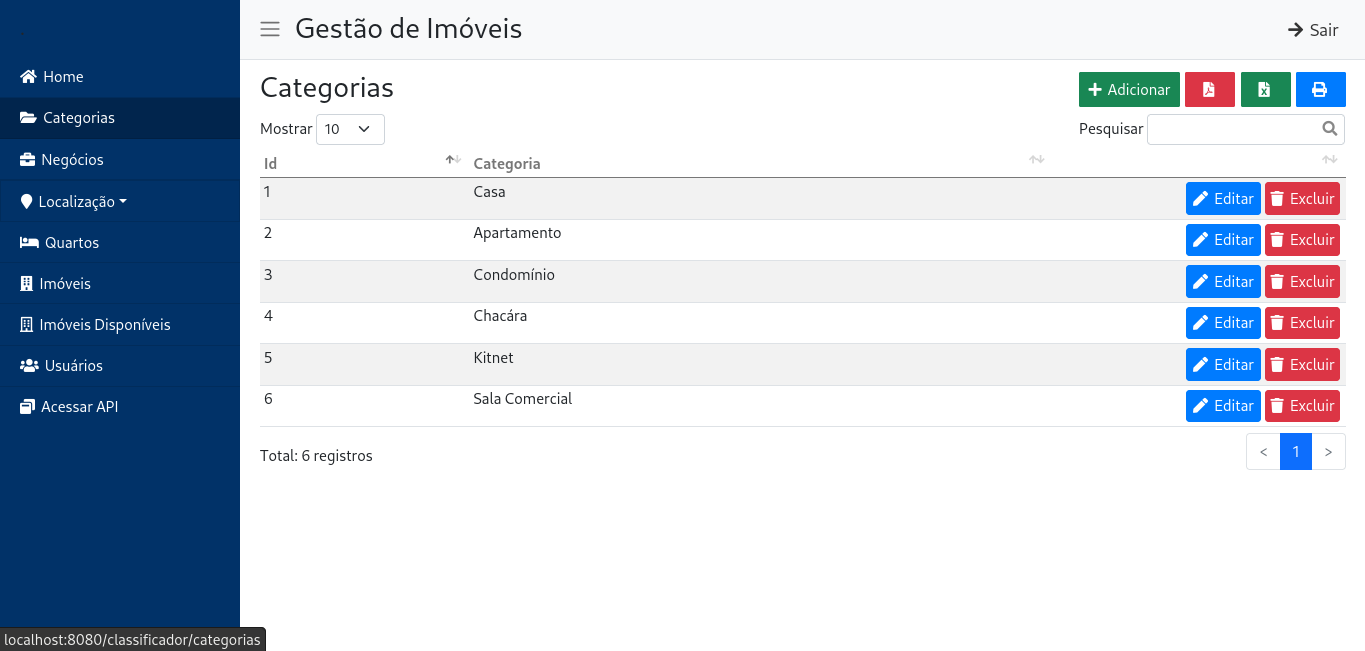 Gestão de Imóveis
Sair
Home
Categorias
Negócios
Localização
Quartos
Imóveis
Imóveis Disponíveis
Usuários
Acessar API
Categorias
Adicionar
Mostrar 10
Pesquisar
Id Categoria
1 Casa Editar Excluir
2 Apartamento Editar Excluir
3 Condomínio Editar Excluir
4 Chacára Editar Excluir
5 Kitnet Editar Excluir
6 Sala Comercial Editar Excluir
Total: 6 registros
< 1 >
localhost:8080/classificador/categorias